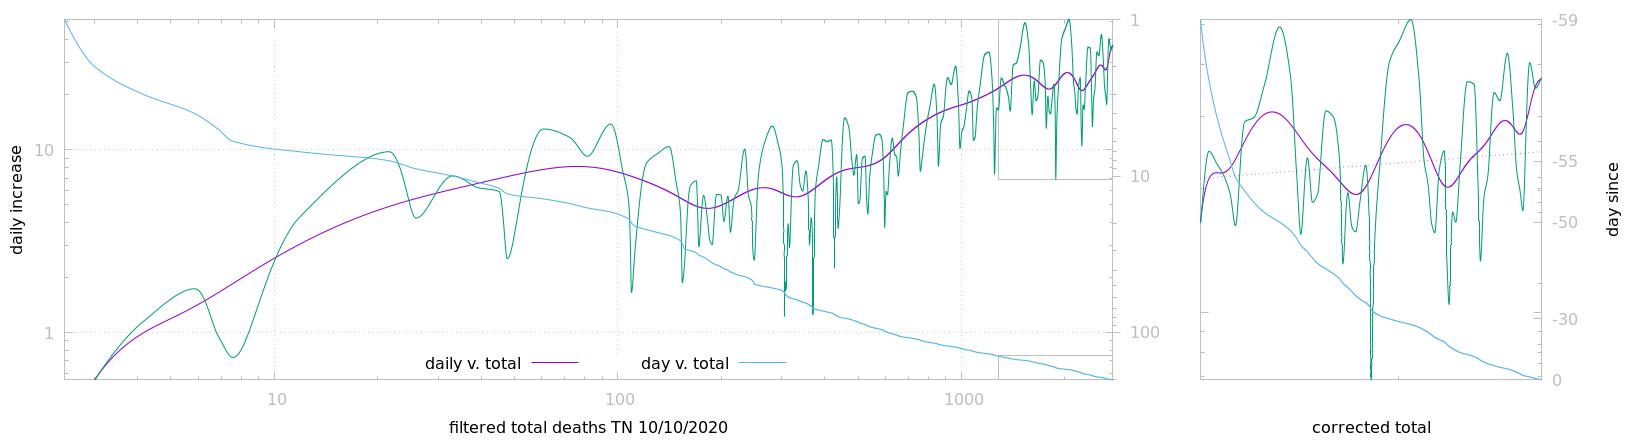 daily increase
10
1
daily v. total
day v. total
10
100
1000
1
10
100
filtered total deaths TN 10/10/2020
-59
-55
-50
-30
0
day since
corrected total